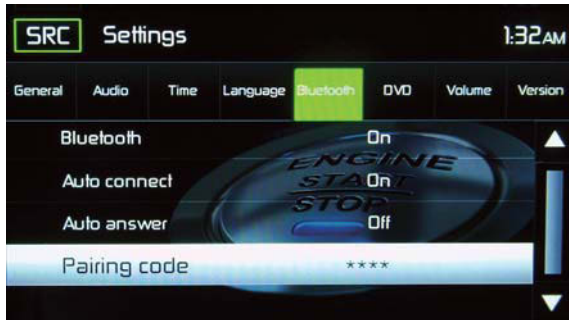 SRC Settings 1:32AM
General Audio Time Language Bluetooth DVD Volume Version
Bluetooth On
Auto connect On
Auto answer Off
Pairing code ****
ENGINE
START
STOP